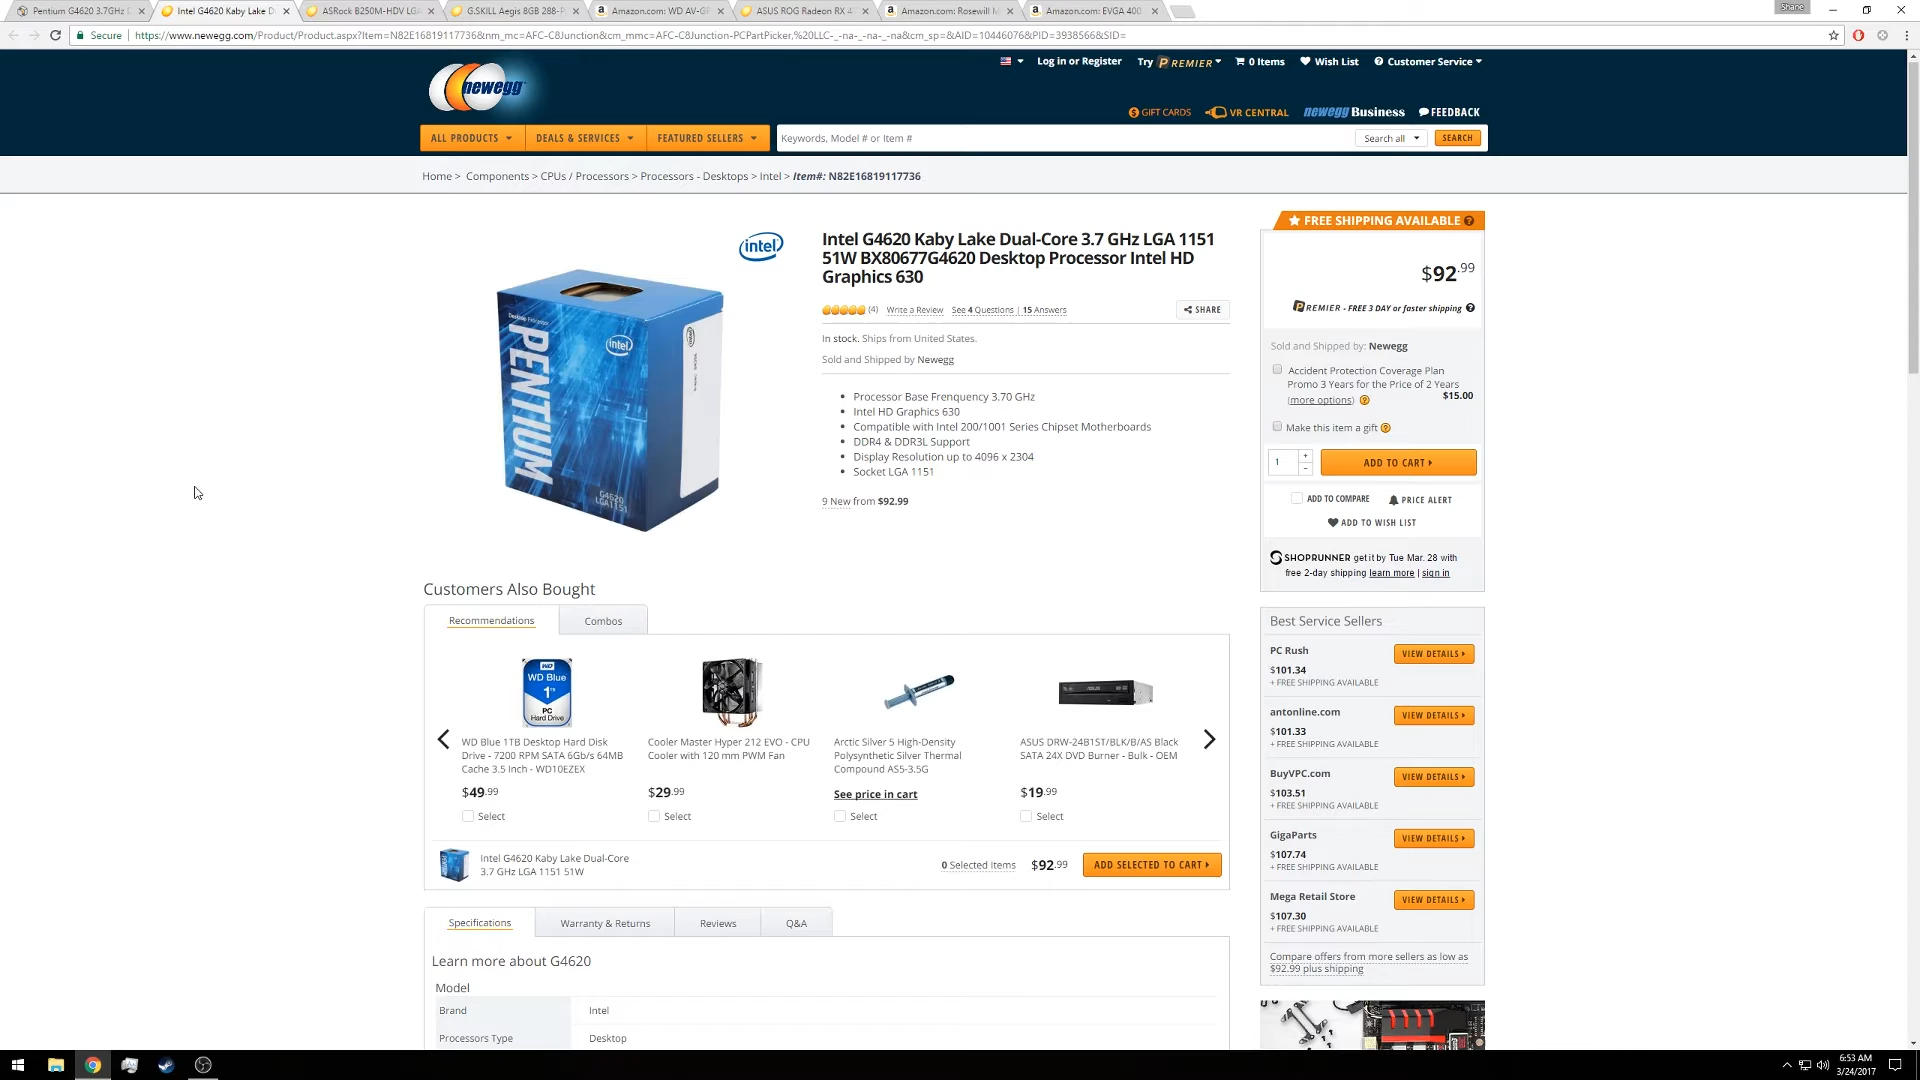 Pentium G4620 3.7GHz D
Intel G4620 Kaby Lake D
ASRock B250M-HDV LGA
G.SKILL Aegis 8GB 288-P
Amazon.com: WD AV-GP
ASUS ROG Radeon RX 4
Amazon.com: Rosewill M
Amazon.com: EVGA 400
Shane
Secure
https://www.newegg.com/Product/Product.aspx?Item=N82E16819117736&nm_mc=AFC-C8Junction&cm_mmc=AFC-C8Junction-PCPartPicker,%20LLC-_-na-_-na-_-na&cm_sp=&AID=10446076&PID=3938566&SID=
newegg
Log in or Register
Try PREMIER
0 Items
Wish List
Customer Service
GIFT CARDS
VR CENTRAL
newegg Business
FEEDBACK
ALL PRODUCTS
DEALS & SERVICES
FEATURED SELLERS
Keywords, Model # or Item #
Search all
SEARCH
Home > Components > CPUs / Processors > Processors - Desktops > Intel > Item#: N82E16819117736
intel
Desktop Processor
PENTIUM
intel
G4620
LGA1151
Intel G4620 Kaby Lake Dual-Core 3.7 GHz LGA 1151
51W BX80677G4620 Desktop Processor Intel HD
Graphics 630
(4) Write a Review See 4 Questions | 15 Answers
SHARE
In stock. Ships from United States.
Sold and Shipped by Newegg
• Processor Base Frenquency 3.70 GHz
• Intel HD Graphics 630
• Compatible with Intel 200/1001 Series Chipset Motherboards
• DDR4 & DDR3L Support
• Display Resolution up to 4096 x 2304
• Socket LGA 1151
9 New from $92.99
FREE SHIPPING AVAILABLE
$92.99
PREMIER - FREE 3 DAY or faster shipping
Sold and Shipped by: Newegg
Accident Protection Coverage Plan
Promo 3 Years for the Price of 2 Years
(more options) $15.00
Make this item a gift
1
ADD TO CART
ADD TO COMPARE
PRICE ALERT
ADD TO WISH LIST
SHOPRUNNER get it by Tue Mar. 28 with
free 2-day shipping learn more | sign in
Customers Also Bought
Recommendations
Combos
WD
WD Blue
1TB
PC
Hard Drive
WD Blue 1TB Desktop Hard Disk
Drive - 7200 RPM SATA 6Gb/s 64MB
Cache 3.5 Inch - WD10EZEX
$49.99
Select
Cooler Master Hyper 212 EVO - CPU
Cooler with 120 mm PWM Fan
$29.99
Select
Arctic Silver 5 High-Density
Polysynthetic Silver Thermal
Compound AS5-3.5G
See price in cart
Select
ASUS DRW-24B1ST/BLK/B/AS Black
SATA 24X DVD Burner - Bulk - OEM
$19.99
Select
Intel G4620 Kaby Lake Dual-Core
3.7 GHz LGA 1151 51W
0 Selected Items
$92.99
ADD SELECTED TO CART
Best Service Sellers
PC Rush
$101.34
+ FREE SHIPPING AVAILABLE
VIEW DETAILS
antonline.com
$101.33
+ FREE SHIPPING AVAILABLE
VIEW DETAILS
BuyVPC.com
$103.51
+ FREE SHIPPING AVAILABLE
VIEW DETAILS
GigaParts
$107.74
+ FREE SHIPPING AVAILABLE
VIEW DETAILS
Mega Retail Store
$107.30
+ FREE SHIPPING AVAILABLE
VIEW DETAILS
Compare offers from more sellers as low as
$92.99 plus shipping
Specifications
Warranty & Returns
Reviews
Q&A
Learn more about G4620
Model
Brand Intel
Processors Type Desktop
6:53 AM
3/24/2017